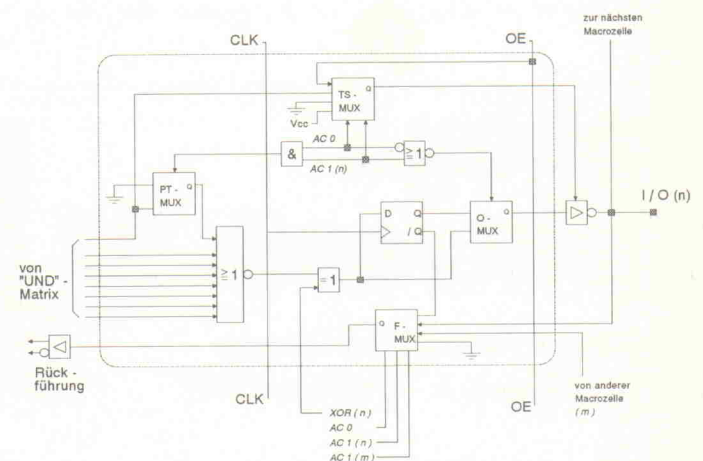 zur nächsten
Macrozelle
CLK
OE
TS -
MUX
Q
Vcc
AC 0
AC 1 (n)
&
≥1
I / O (n)
PT -
MUX
Q
D
Q
/ Q
O -
MUX
Q
von
"UND" -
Matrix
≥1
=1
Q
F -
MUX
Rück -
führung
CLK
OE
von anderer
Macrozelle
( m )
XOR ( n )
AC 0
AC 1 ( n )
AC 1 ( m )